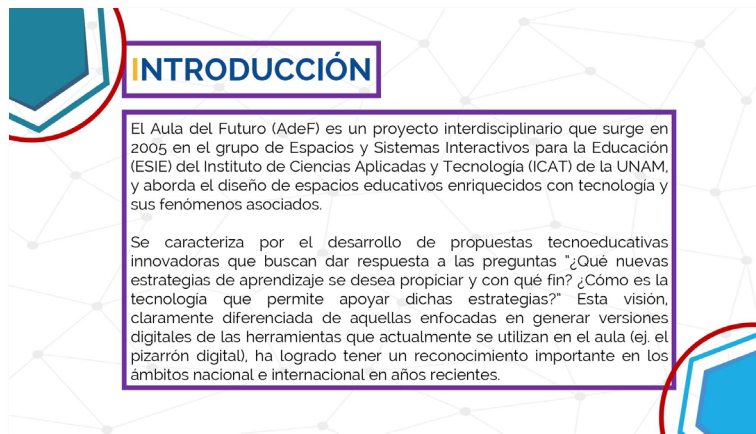 INTRODUCCIÓN
El Aula del Futuro (AdeF) es un proyecto interdisciplinario que surge en
2005 en el grupo de Espacios y Sistemas Interactivos para la Educación
(ESIE) del Instituto de Ciencias Aplicadas y Tecnología (ICAT) de la UNAM,
y aborda el diseño de espacios educativos enriquecidos con tecnología y
sus fenómenos asociados.
Se caracteriza por el desarrollo de propuestas tecnoeducativas
innovadoras que buscan dar respuesta a las preguntas "¿Qué nuevas
estrategias de aprendizaje se desea propiciar y con qué fin? ¿Cómo es la
tecnología que permite apoyar dichas estrategias?" Esta visión,
claramente diferenciada de aquellas enfocadas en generar versiones
digitales de las herramientas que actualmente se utilizan en el aula (ej. el
pizarrón digital), ha logrado tener un reconocimiento importante en los
ámbitos nacional e internacional en años recientes.